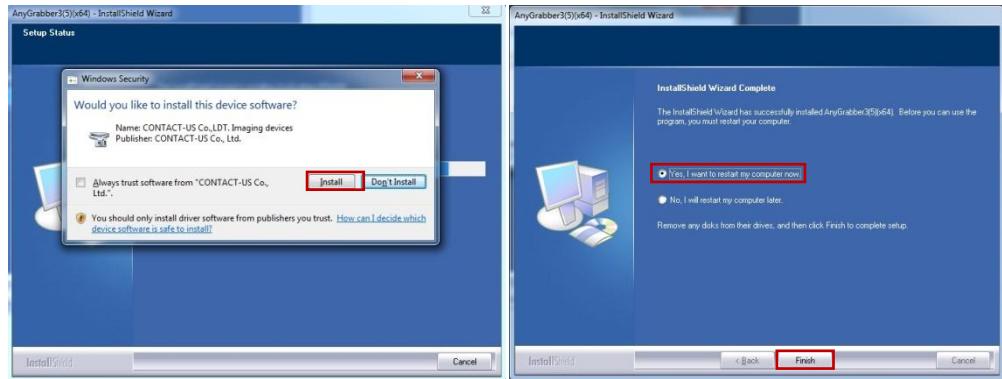 AnyGrabber3(5)(x64) - InstallShield Wizard
Setup Status
Windows Security
Would you like to install this device software?
Name: CONTACT-US Co.,LDT. Imaging devices
Publisher: CONTACT-US Co., Ltd.
Always trust software from "CONTACT-US Co.,
Ltd.".
Install
Don't Install
You should only install driver software from publishers you trust. How can I decide which
device software is safe to install?
InstallShield
Cancel
AnyGrabber3(5)(x64) - InstallShield Wizard
InstallShield Wizard Complete
The InstallShield Wizard has successfully installed AnyGrabber3(5)(x64). Before you can use the
program, you must restart your computer.
Yes, I want to restart my computer now.
No, I will restart my computer later.
Remove any disks from their drives, and then click Finish to complete setup.
InstallShield
< Back
Finish
Cancel